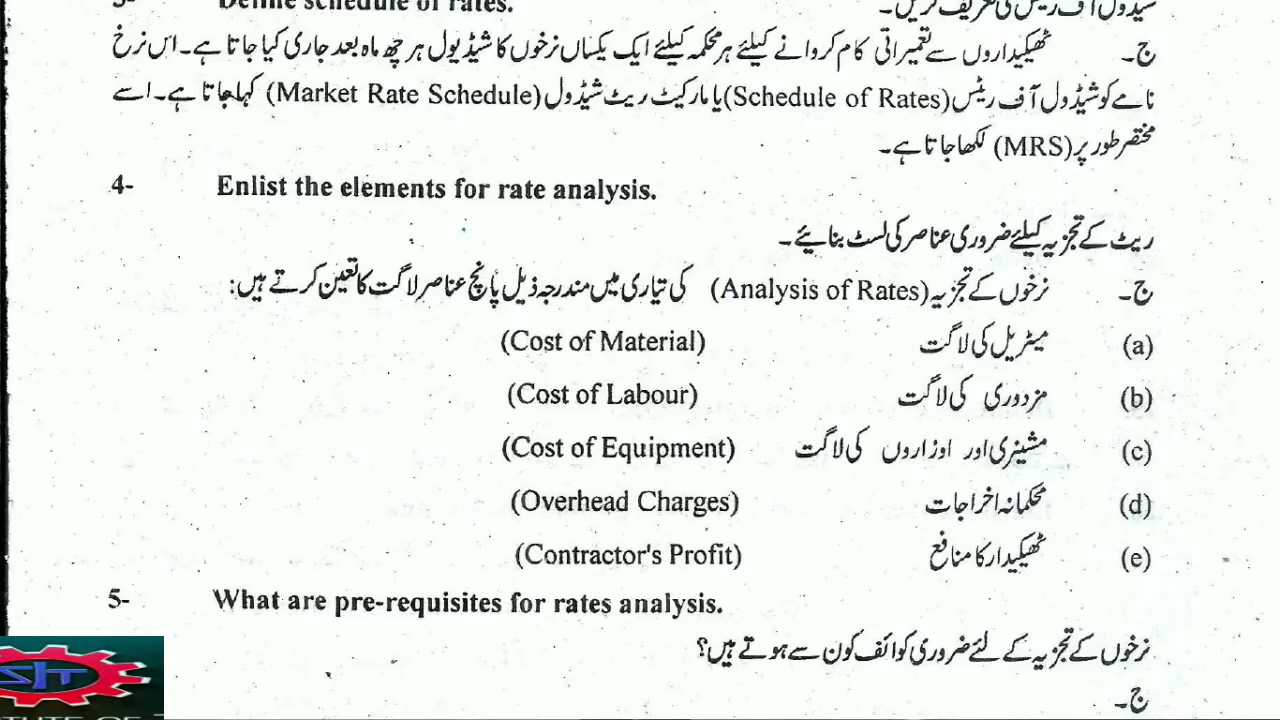 3- Define schedule of rates.
شیڈول آف ریٹس کی تعریف کریں۔
ج۔ ٹھیکیداروں سے تعمیراتی کام کروانے کیلئے ہر محکمہ کیلئے ایک یکساں نرخوں کا شیڈیول ہر چھ ماہ بعد جاری کیا جاتا ہے۔ اس نرخ
نامے کو شیڈول آف ریٹس (Schedule of Rates) یا مارکیٹ ریٹ شیڈول (Market Rate Schedule) کہلاجاتا ہے۔ اسے
مختصر طور پر (MRS) لکھا جاتا ہے۔
4- Enlist the elements for rate analysis.
ریٹ کے تجزیہ کیلئے ضروری عناصر کی لسٹ بنائیے۔
ج۔ نرخوں کے تجزیہ (Analysis of Rates) کی تیاری میں مندرجہ ذیل پانچ عناصر لاگت کا تعین کرتے ہیں:
(a) میٹریل کی لاگت (Cost of Material)
(b) مزدوری کی لاگت (Cost of Labour)
(c) مشینری اور اوزاروں کی لاگت (Cost of Equipment)
(d) محکمانہ اخراجات (Overhead Charges)
(e) ٹھیکیدار کا منافع (Contractor's Profit)
5- What are pre-requisites for rates analysis.
نرخوں کے تجزیہ کے لئے ضروری کوائف کون سے ہوتے ہیں؟
ج۔